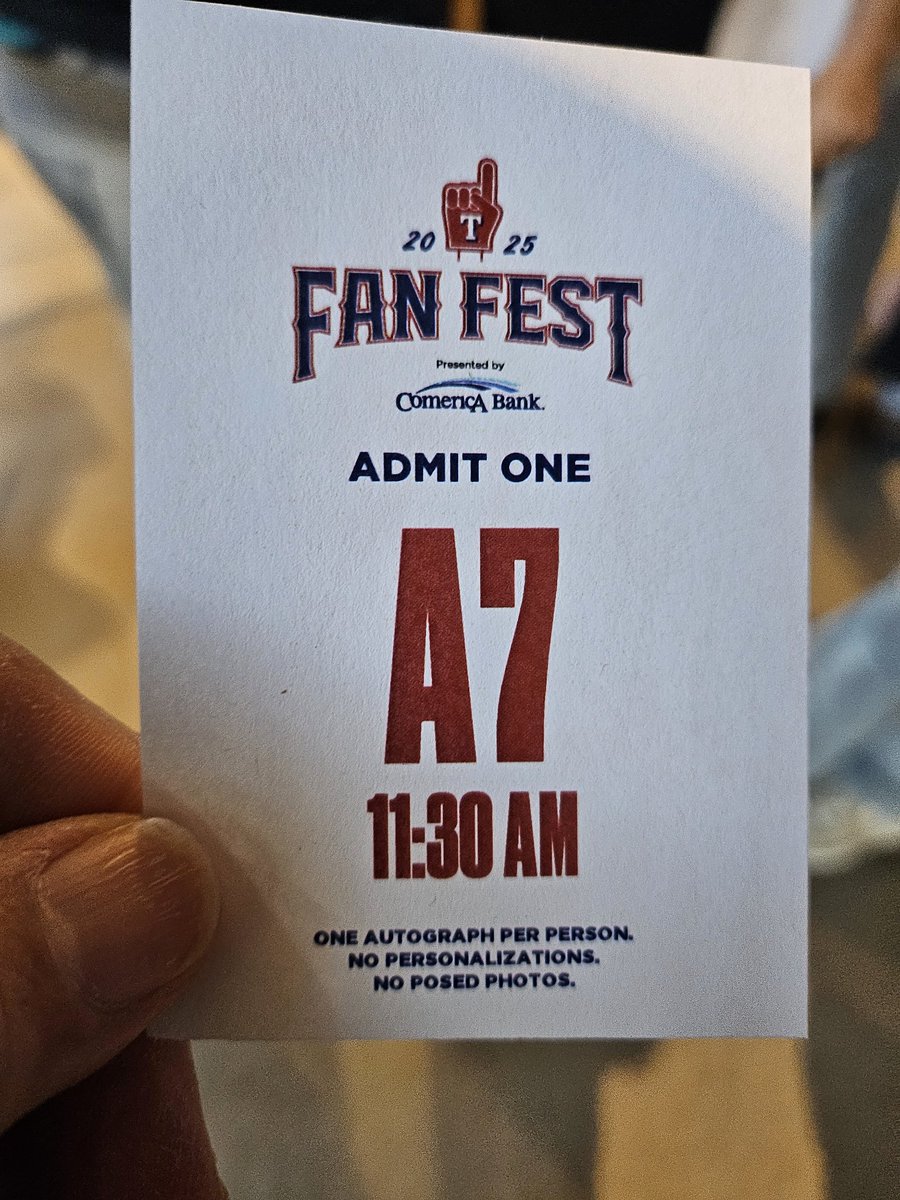 T
20 25
FAN FEST
Presented by
Comerica Bank.
ADMIT ONE
A7
11:30 AM
ONE AUTOGRAPH PER PERSON.
NO PERSONALIZATIONS.
NO POSED PHOTOS.